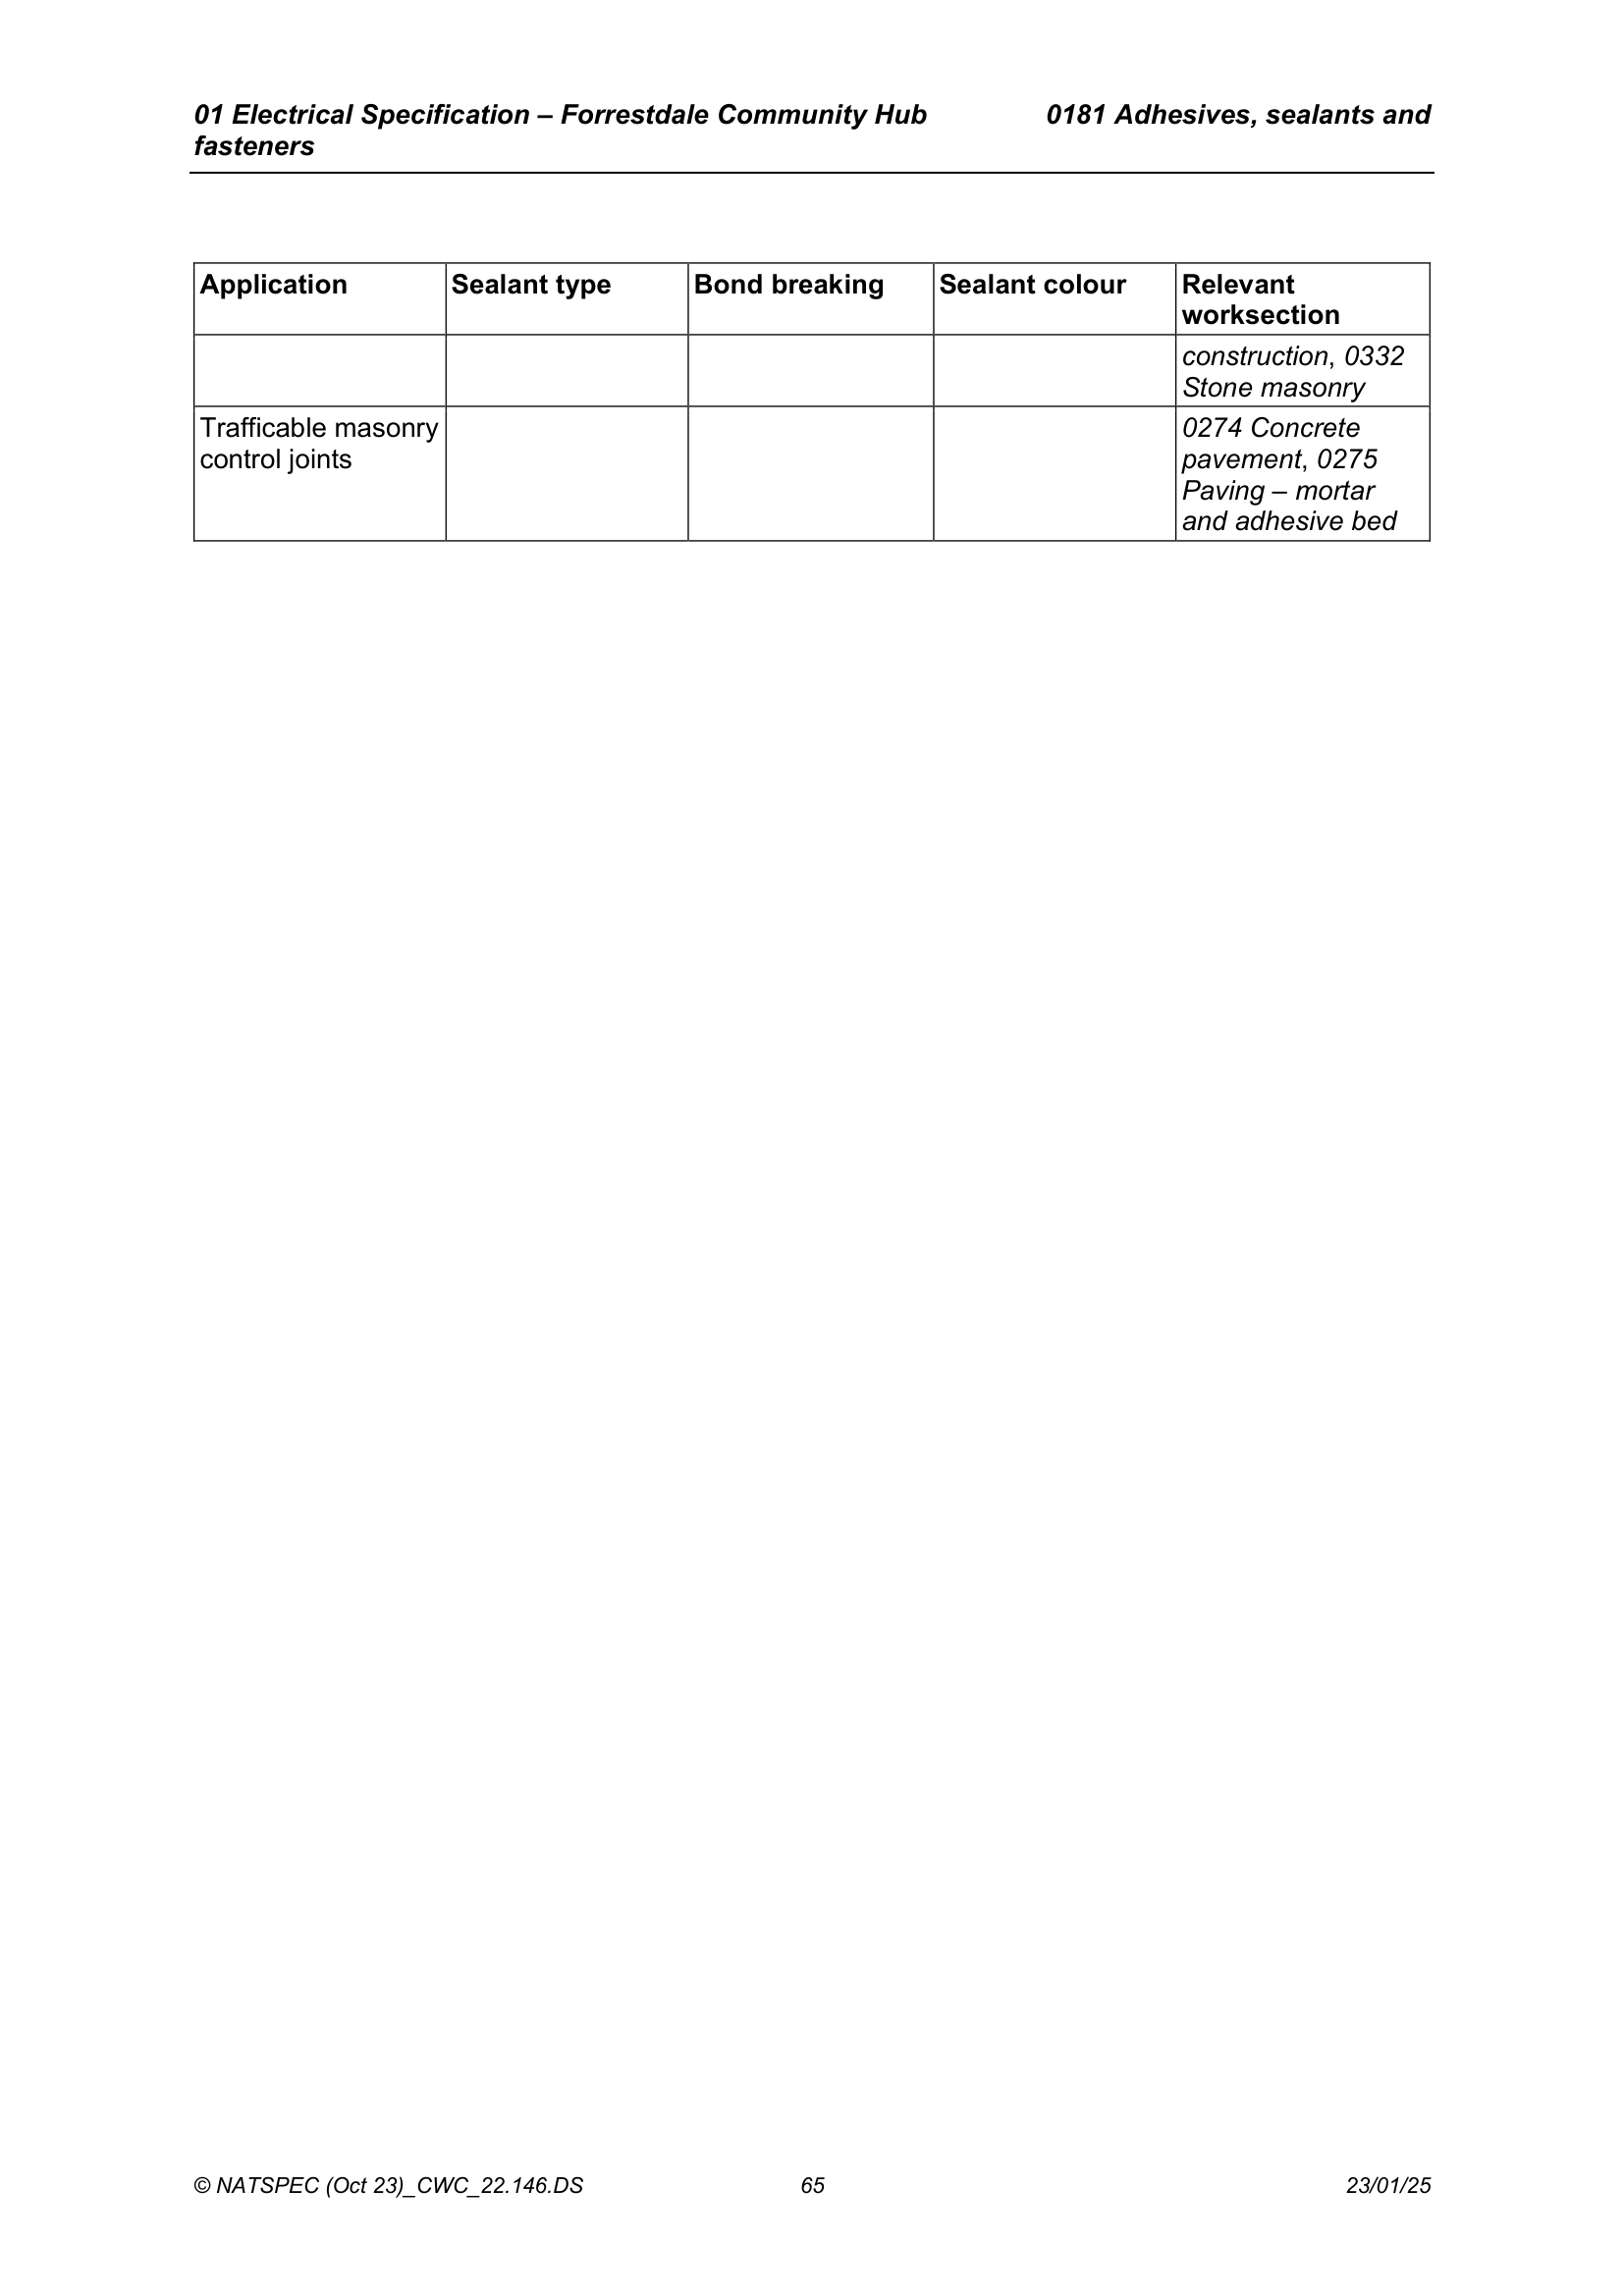 01 Electrical Specification – Forrestdale Community Hub 0181 Adhesives, sealants and
fasteners
Application Sealant type Bond breaking Sealant colour Relevant
worksection
construction, 0332
Stone masonry
Trafficable masonry
control joints
0274 Concrete
pavement, 0275
Paving – mortar
and adhesive bed
© NATSPEC (Oct 23)_CWC_22.146.DS 65 23/01/25